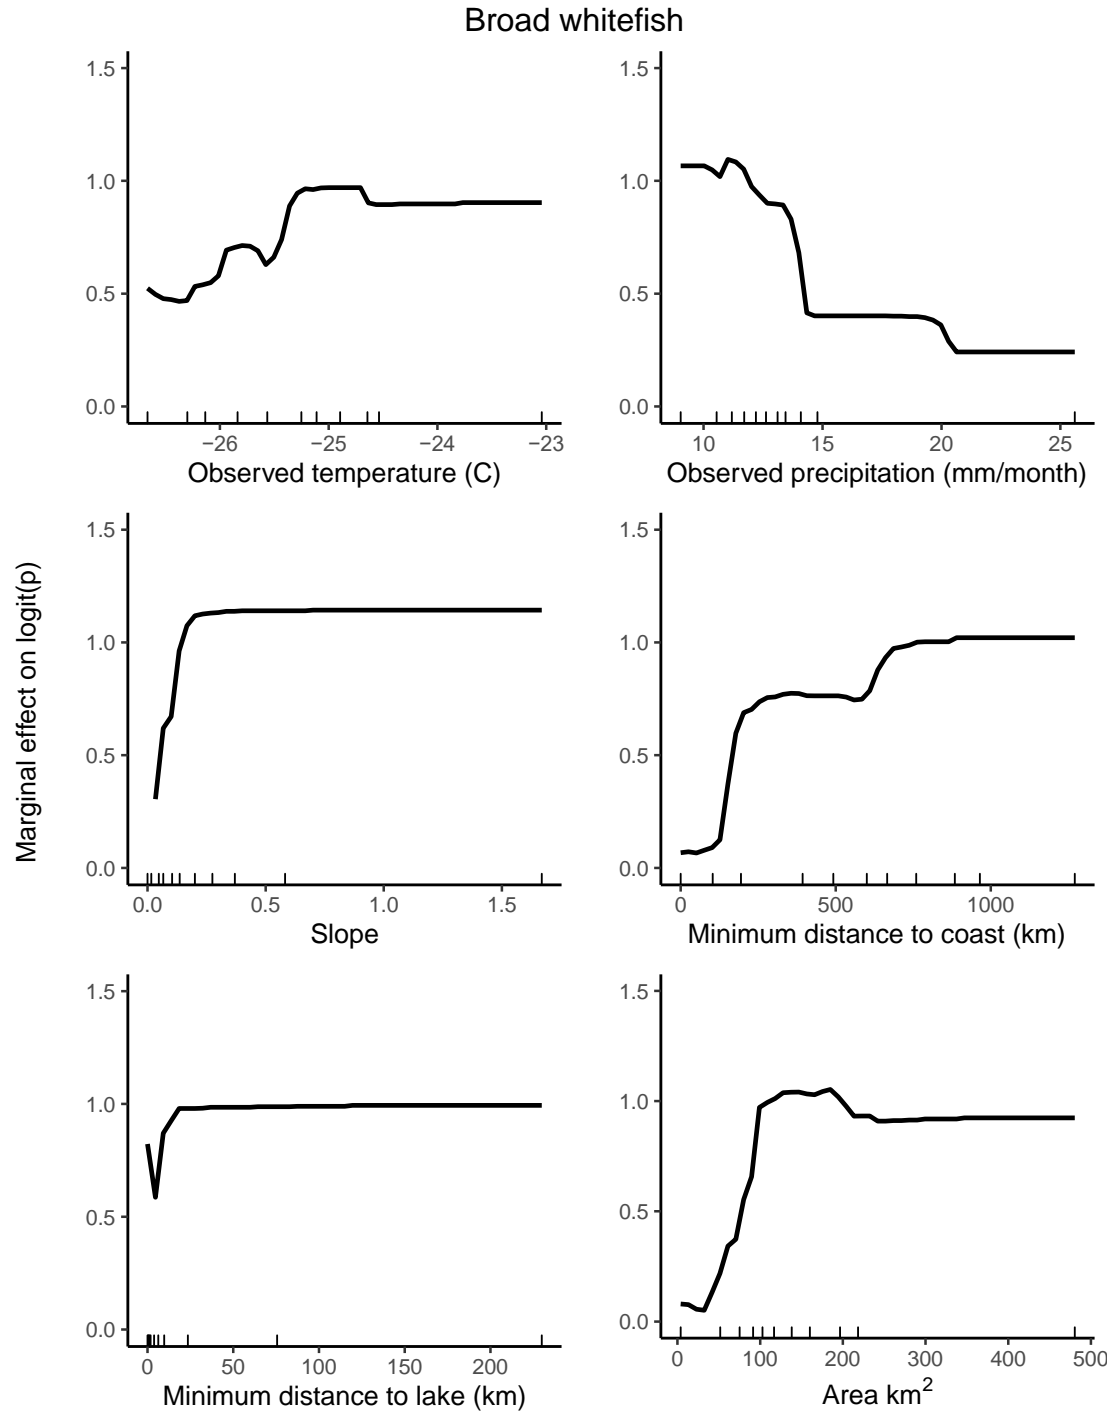 Broad whitefish
1.5
1.0
0.5
0.0
−26 −25 −24 −23
Observed temperature (C)
1.5
1.0
0.5
0.0
10 15 20 25
Observed precipitation (mm/month)
Marginal effect on logit(p)
1.5
1.0
0.5
0.0
0.0 0.5 1.0 1.5
Slope
1.5
1.0
0.5
0.0
0 500 1000
Minimum distance to coast (km)
1.5
1.0
0.5
0.0
0 50 100 150 200
Minimum distance to lake (km)
1.5
1.0
0.5
0.0
0 100 200 300 400 500
Area km²